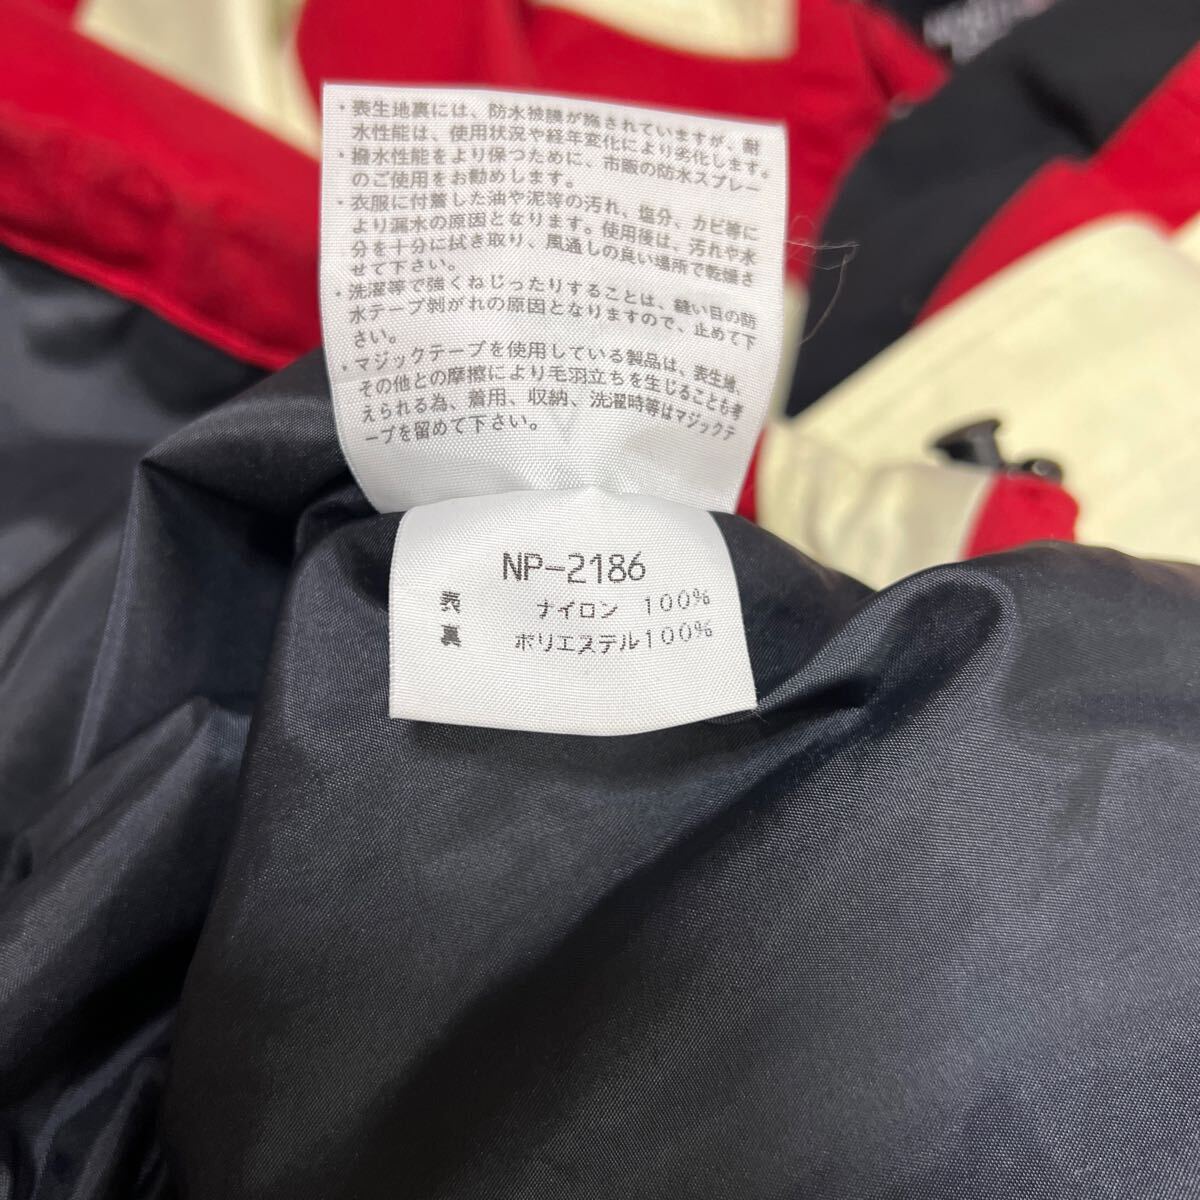 ・表生地裏には、防水被膜が施されていますが、耐
水性能は、使用状況や経年変化により劣化します。
・撥水性能をより保つために、市販の防水スプレー
のご使用をお勧めします。
・衣服に付着した油や泥等の汚れ、塩分、カビ等に
より漏水の原因となります。使用後は、汚れや水
分を十分に拭き取り、風通しの良い場所で乾燥さ
せて下さい。
・洗濯等で強くねじったりすることは、縫い目の防
水テープ剥がれの原因となりますので、止めて下
さい。
・マジックテープを使用している製品は、表生地、
その他との摩擦により毛羽立ちを生じることも考
えられる為、着用、収納、洗濯時等はマジックテ
ープを留めて下さい。
NP-2186
表 ナイロン 100%
裏 ポリエステル100%